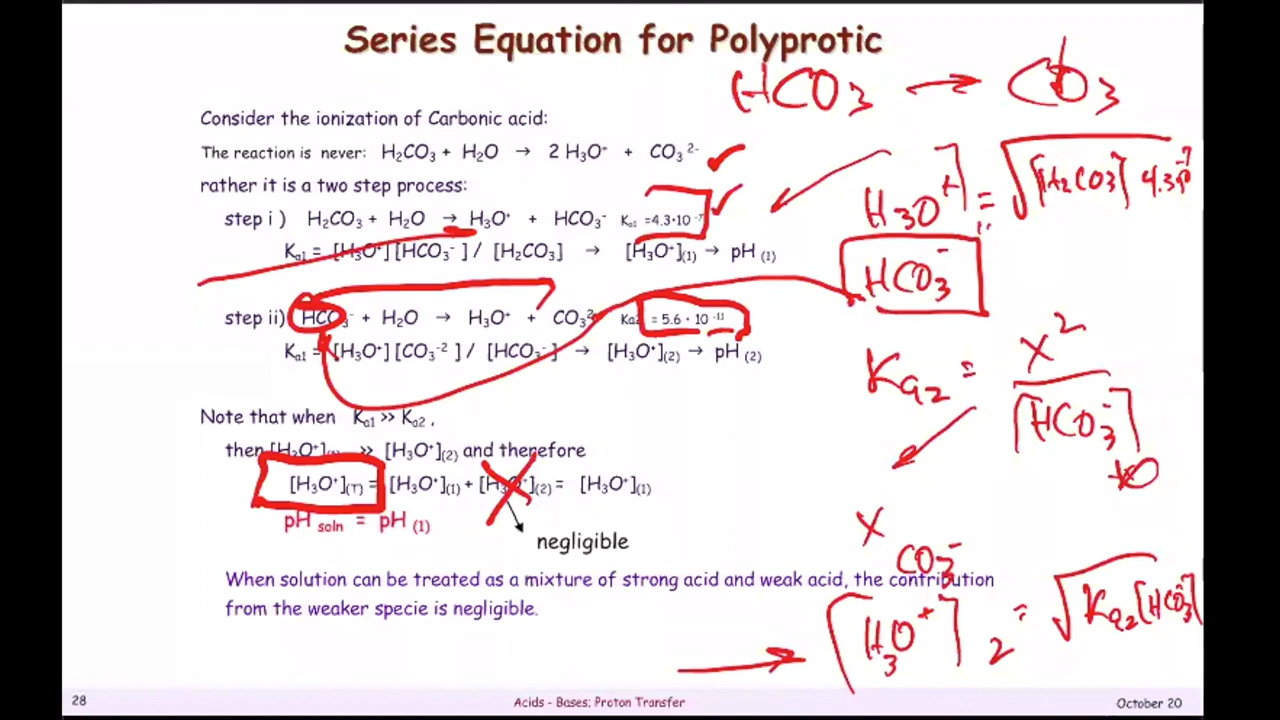 Series Equation for Polyprotic
HCO3 → CO3
Consider the ionization of Carbonic acid:
The reaction is never: H₂CO₃ + H₂O → 2 H₃O⁺ + CO₃ ²⁻
rather it is a two step process:
step i ) H₂CO₃ + H₂O → H₃O⁺ + HCO₃⁻ Ka1 =4.3·10 ⁻⁷
Ka1 = [H₃O⁺][HCO₃⁻ ] / [H₂CO₃] → [H₃O⁺](1) → pH (1)
H3O⁺] = √[H2CO3] 4.3
HCO3⁻
step ii) HCO₃⁻ + H₂O → H₃O⁺ + CO₃²⁻ Ka2 = 5.6 · 10 ⁻¹¹
Ka1 = [H₃O⁺][CO₃⁻² ] / [HCO₃⁻] → [H₃O⁺](2) → pH (2)
Ka2 = x² / [HCO3⁻]
Note that when Ka1 >> Ka2 ,
then [H₃O⁺](1) >> [H₃O⁺](2) and therefore
[H₃O⁺](T) = [H₃O⁺](1) + [H₃O⁺](2) = [H₃O⁺](1)
pH soln = pH (1)
negligible
x
CO3⁻
When solution can be treated as a mixture of strong acid and weak acid, the contribution
from the weaker specie is negligible.
[H3O⁺]2 = √Ka2[HCO3⁻]
28
Acids - Bases; Proton Transfer
October 20